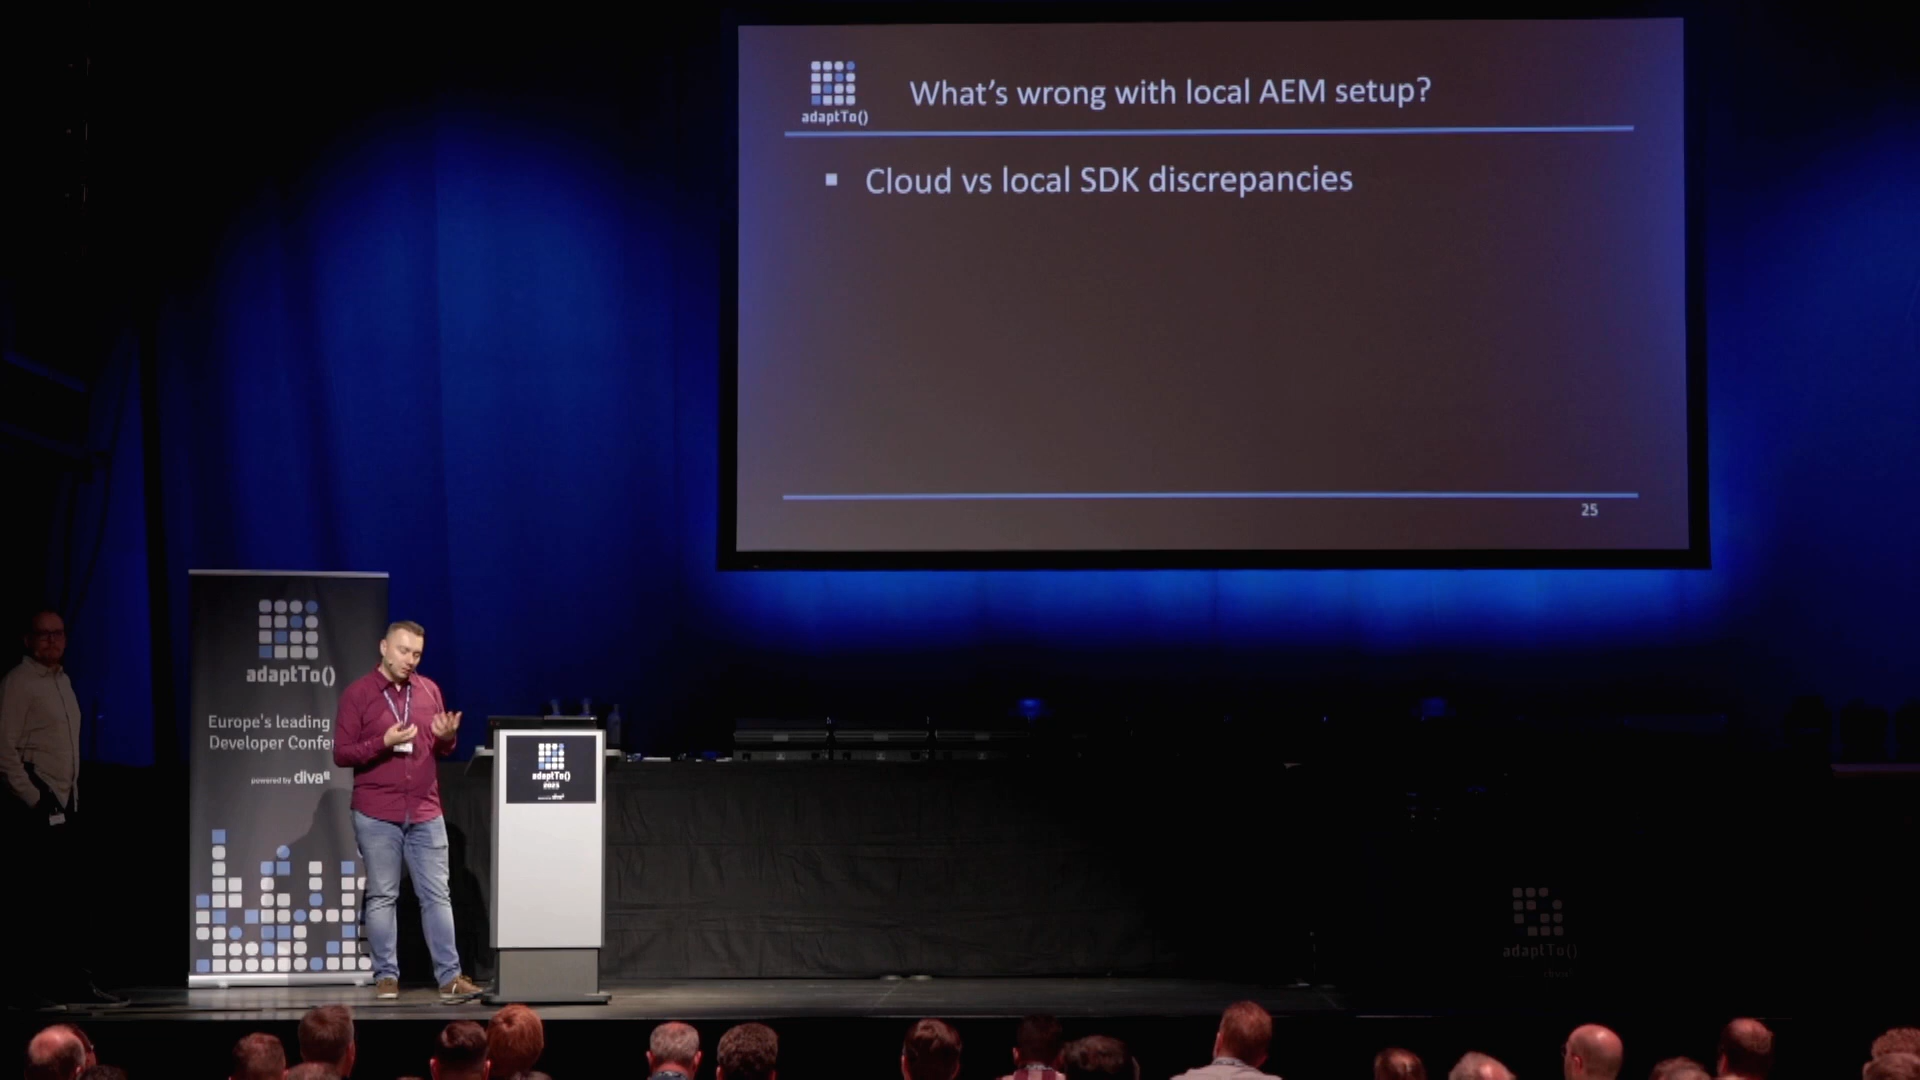 adaptTo()
What's wrong with local AEM setup?
▪ Cloud vs local SDK discrepancies
25
adaptTo()
Europe's leading
Developer Confe
powered by diva
adaptTo()
2023
adaptTo()